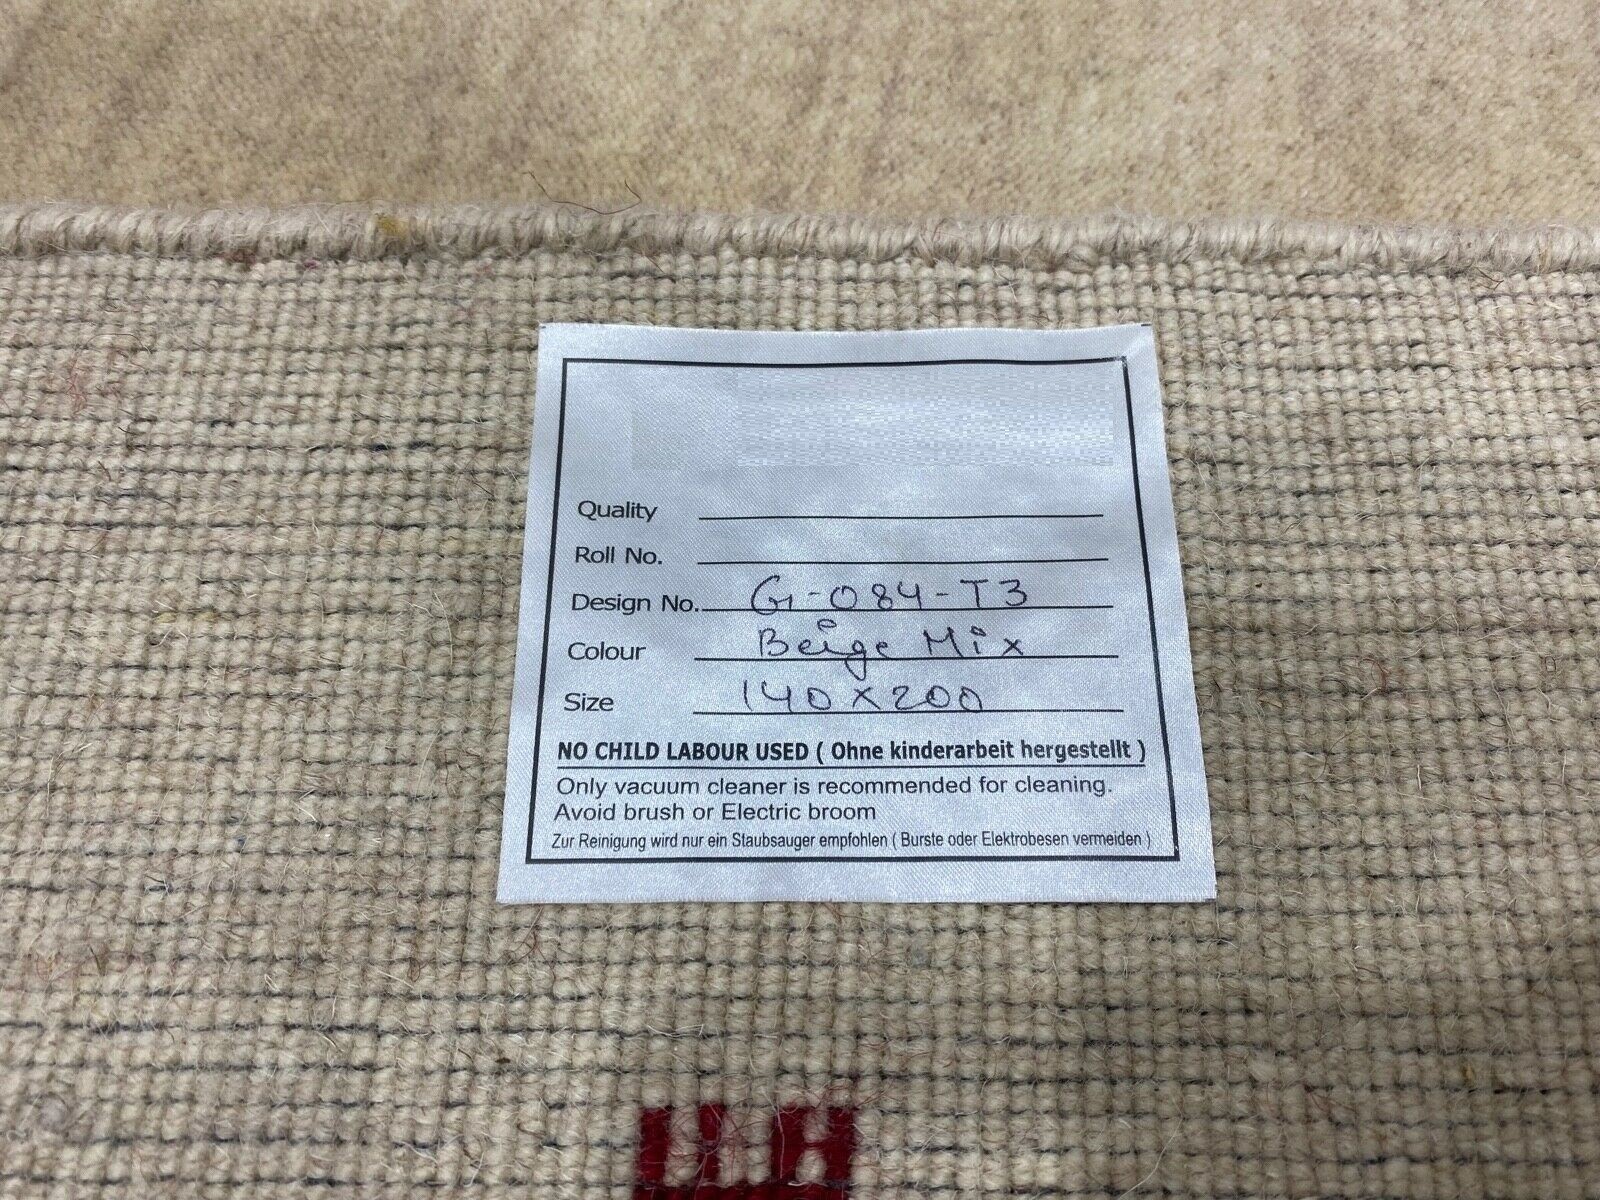 Quality
Roll No.
Design No. G-084-T3
Colour Beige Mix
Size 140x200
NO CHILD LABOUR USED ( Ohne kinderarbeit hergestellt )
Only vacuum cleaner is recommended for cleaning.
Avoid brush or Electric broom
Zur Reinigung wird nur ein Staubsauger empfohlen ( Burste oder Elektrobesen vermeiden )